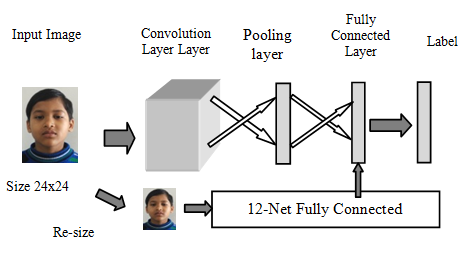 Input Image
Convolution
Layer Layer
Pooling
layer
Fully
Connected
Layer
Label
Size 24x24
Re-size
12-Net Fully Connected